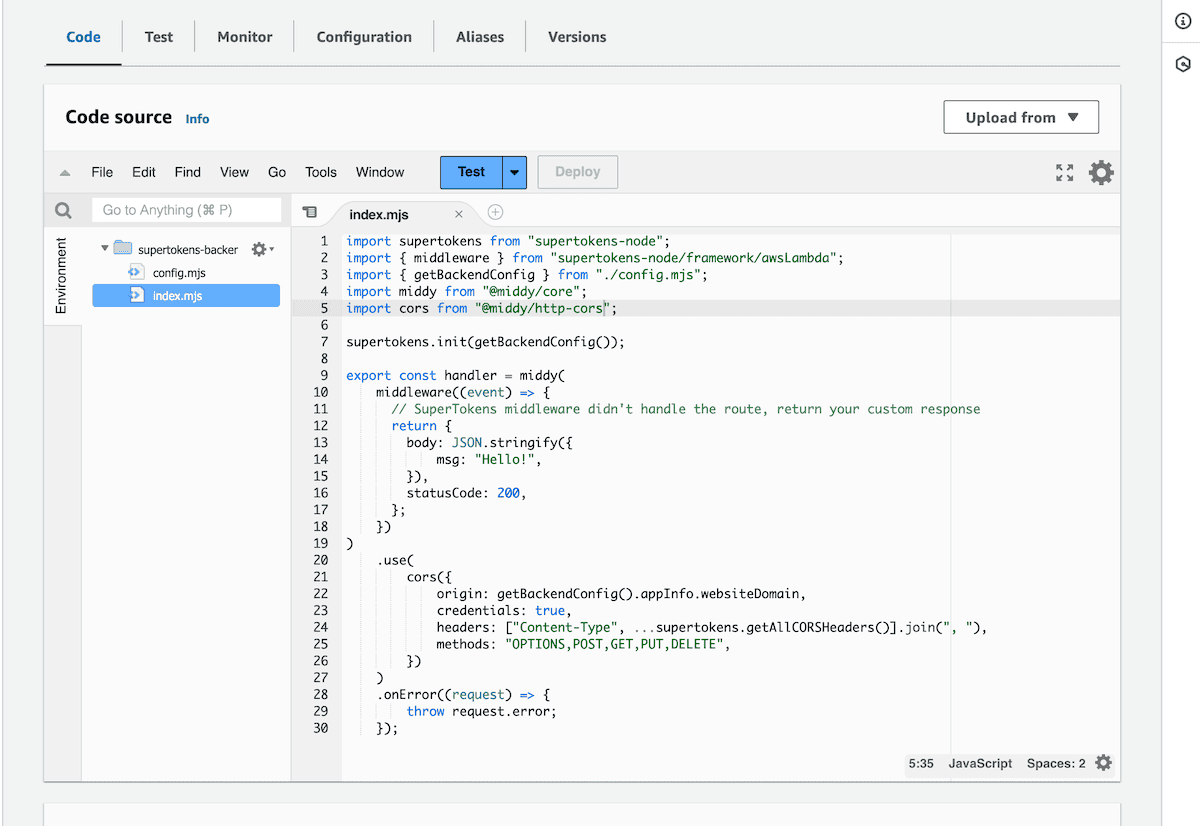 Code Test Monitor Configuration Aliases Versions
Code source Info Upload from ▼
File Edit Find View Go Tools Window Test Deploy
Go to Anything (⌘ P) index.mjs
Environment
supertokens-backer
config.mjs
index.mjs
1 import supertokens from "supertokens-node";
2 import { middleware } from "supertokens-node/framework/awsLambda";
3 import { getBackendConfig } from "./config.mjs";
4 import middy from "@middy/core";
5 import cors from "@middy/http-cors";
6
7 supertokens.init(getBackendConfig());
8
9 export const handler = middy(
10 middleware((event) => {
11 // SuperTokens middleware didn't handle the route, return your custom response
12 return {
13 body: JSON.stringify({
14 msg: "Hello!",
15 }),
16 statusCode: 200,
17 };
18 })
19 )
20 .use(
21 cors({
22 origin: getBackendConfig().appInfo.websiteDomain,
23 credentials: true,
24 headers: ["Content-Type", ...supertokens.getAllCORSHeaders()].join(", "),
25 methods: "OPTIONS,POST,GET,PUT,DELETE",
26 })
27 )
28 .onError((request) => {
29 throw request.error;
30 });
5:35 JavaScript Spaces: 2